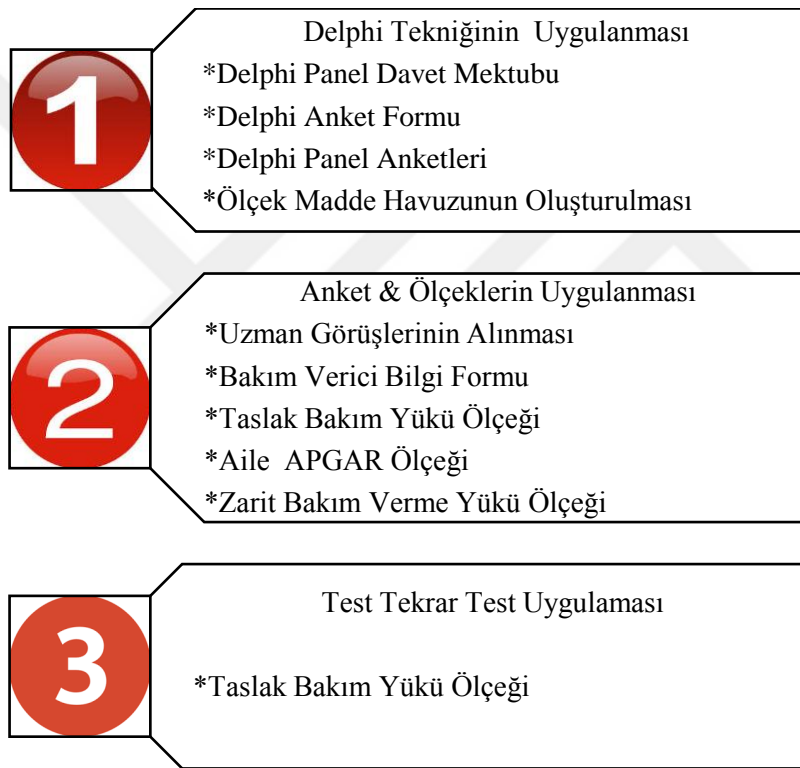 1
Delphi Tekniğinin Uygulanması
*Delphi Panel Davet Mektubu
*Delphi Anket Formu
*Delphi Panel Anketleri
*Ölçek Madde Havuzunun Oluşturulması
2
Anket & Ölçeklerin Uygulanması
*Uzman Görüşlerinin Alınması
*Bakım Verici Bilgi Formu
*Taslak Bakım Yükü Ölçeği
*Aile APGAR Ölçeği
*Zarit Bakım Verme Yükü Ölçeği
3
Test Tekrar Test Uygulaması
*Taslak Bakım Yükü Ölçeği